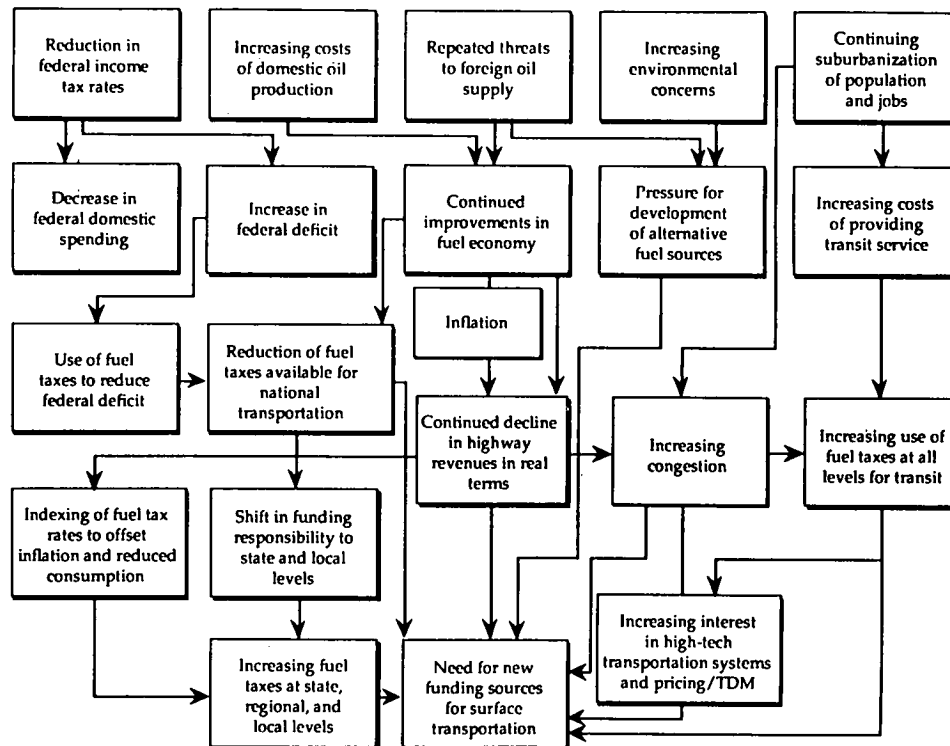 Reduction in
federal income
tax rates
Increasing costs
of domestic oil
production
Repeated threats
to foreign oil
supply
Increasing
environmental
concerns
Continuing
suburbanization
of population
and jobs
Decrease in
federal domestic
spending
Increase in
federal deficit
Continued
improvements in
fuel economy
Pressure for
development
of alternative
fuel sources
Increasing costs
of providing
transit service
Inflation
Use of fuel
taxes to reduce
federal deficit
Reduction of fuel
taxes available for
national
transportation
Continued decline
in highway
revenues in real
terms
Increasing
congestion
Increasing use of
fuel taxes at all
levels for transit
Indexing of fuel tax
rates to offset
inflation and reduced
consumption
Shift in funding
responsibility to
state and local
levels
Increasing fuel
taxes at state,
regional, and
local levels
Need for new
funding sources
for surface
transportation
Increasing interest
in high-tech
transportation systems
and pricing/TDM